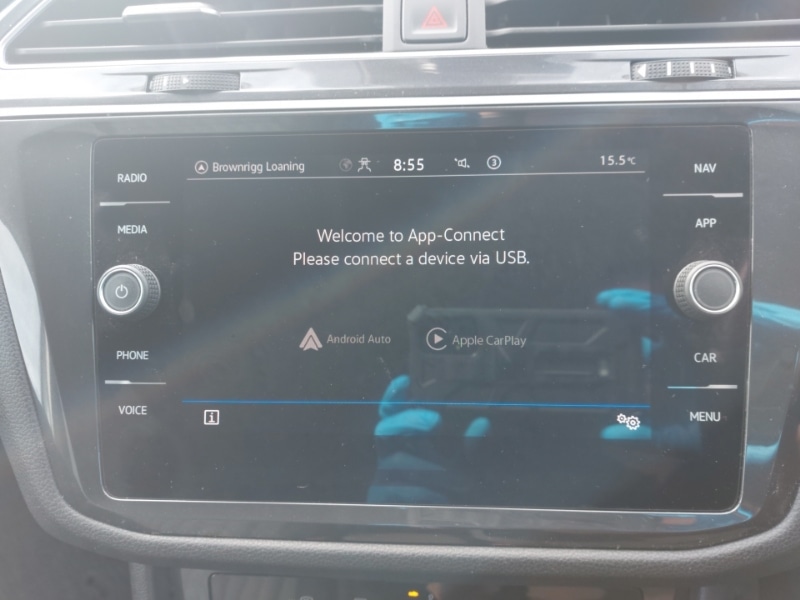 Brownrigg Loaning 8:55 3 15.5°C
RADIO
MEDIA
PHONE
VOICE
Welcome to App-Connect
Please connect a device via USB.
Android Auto Apple CarPlay
i
NAV
APP
CAR
MENU